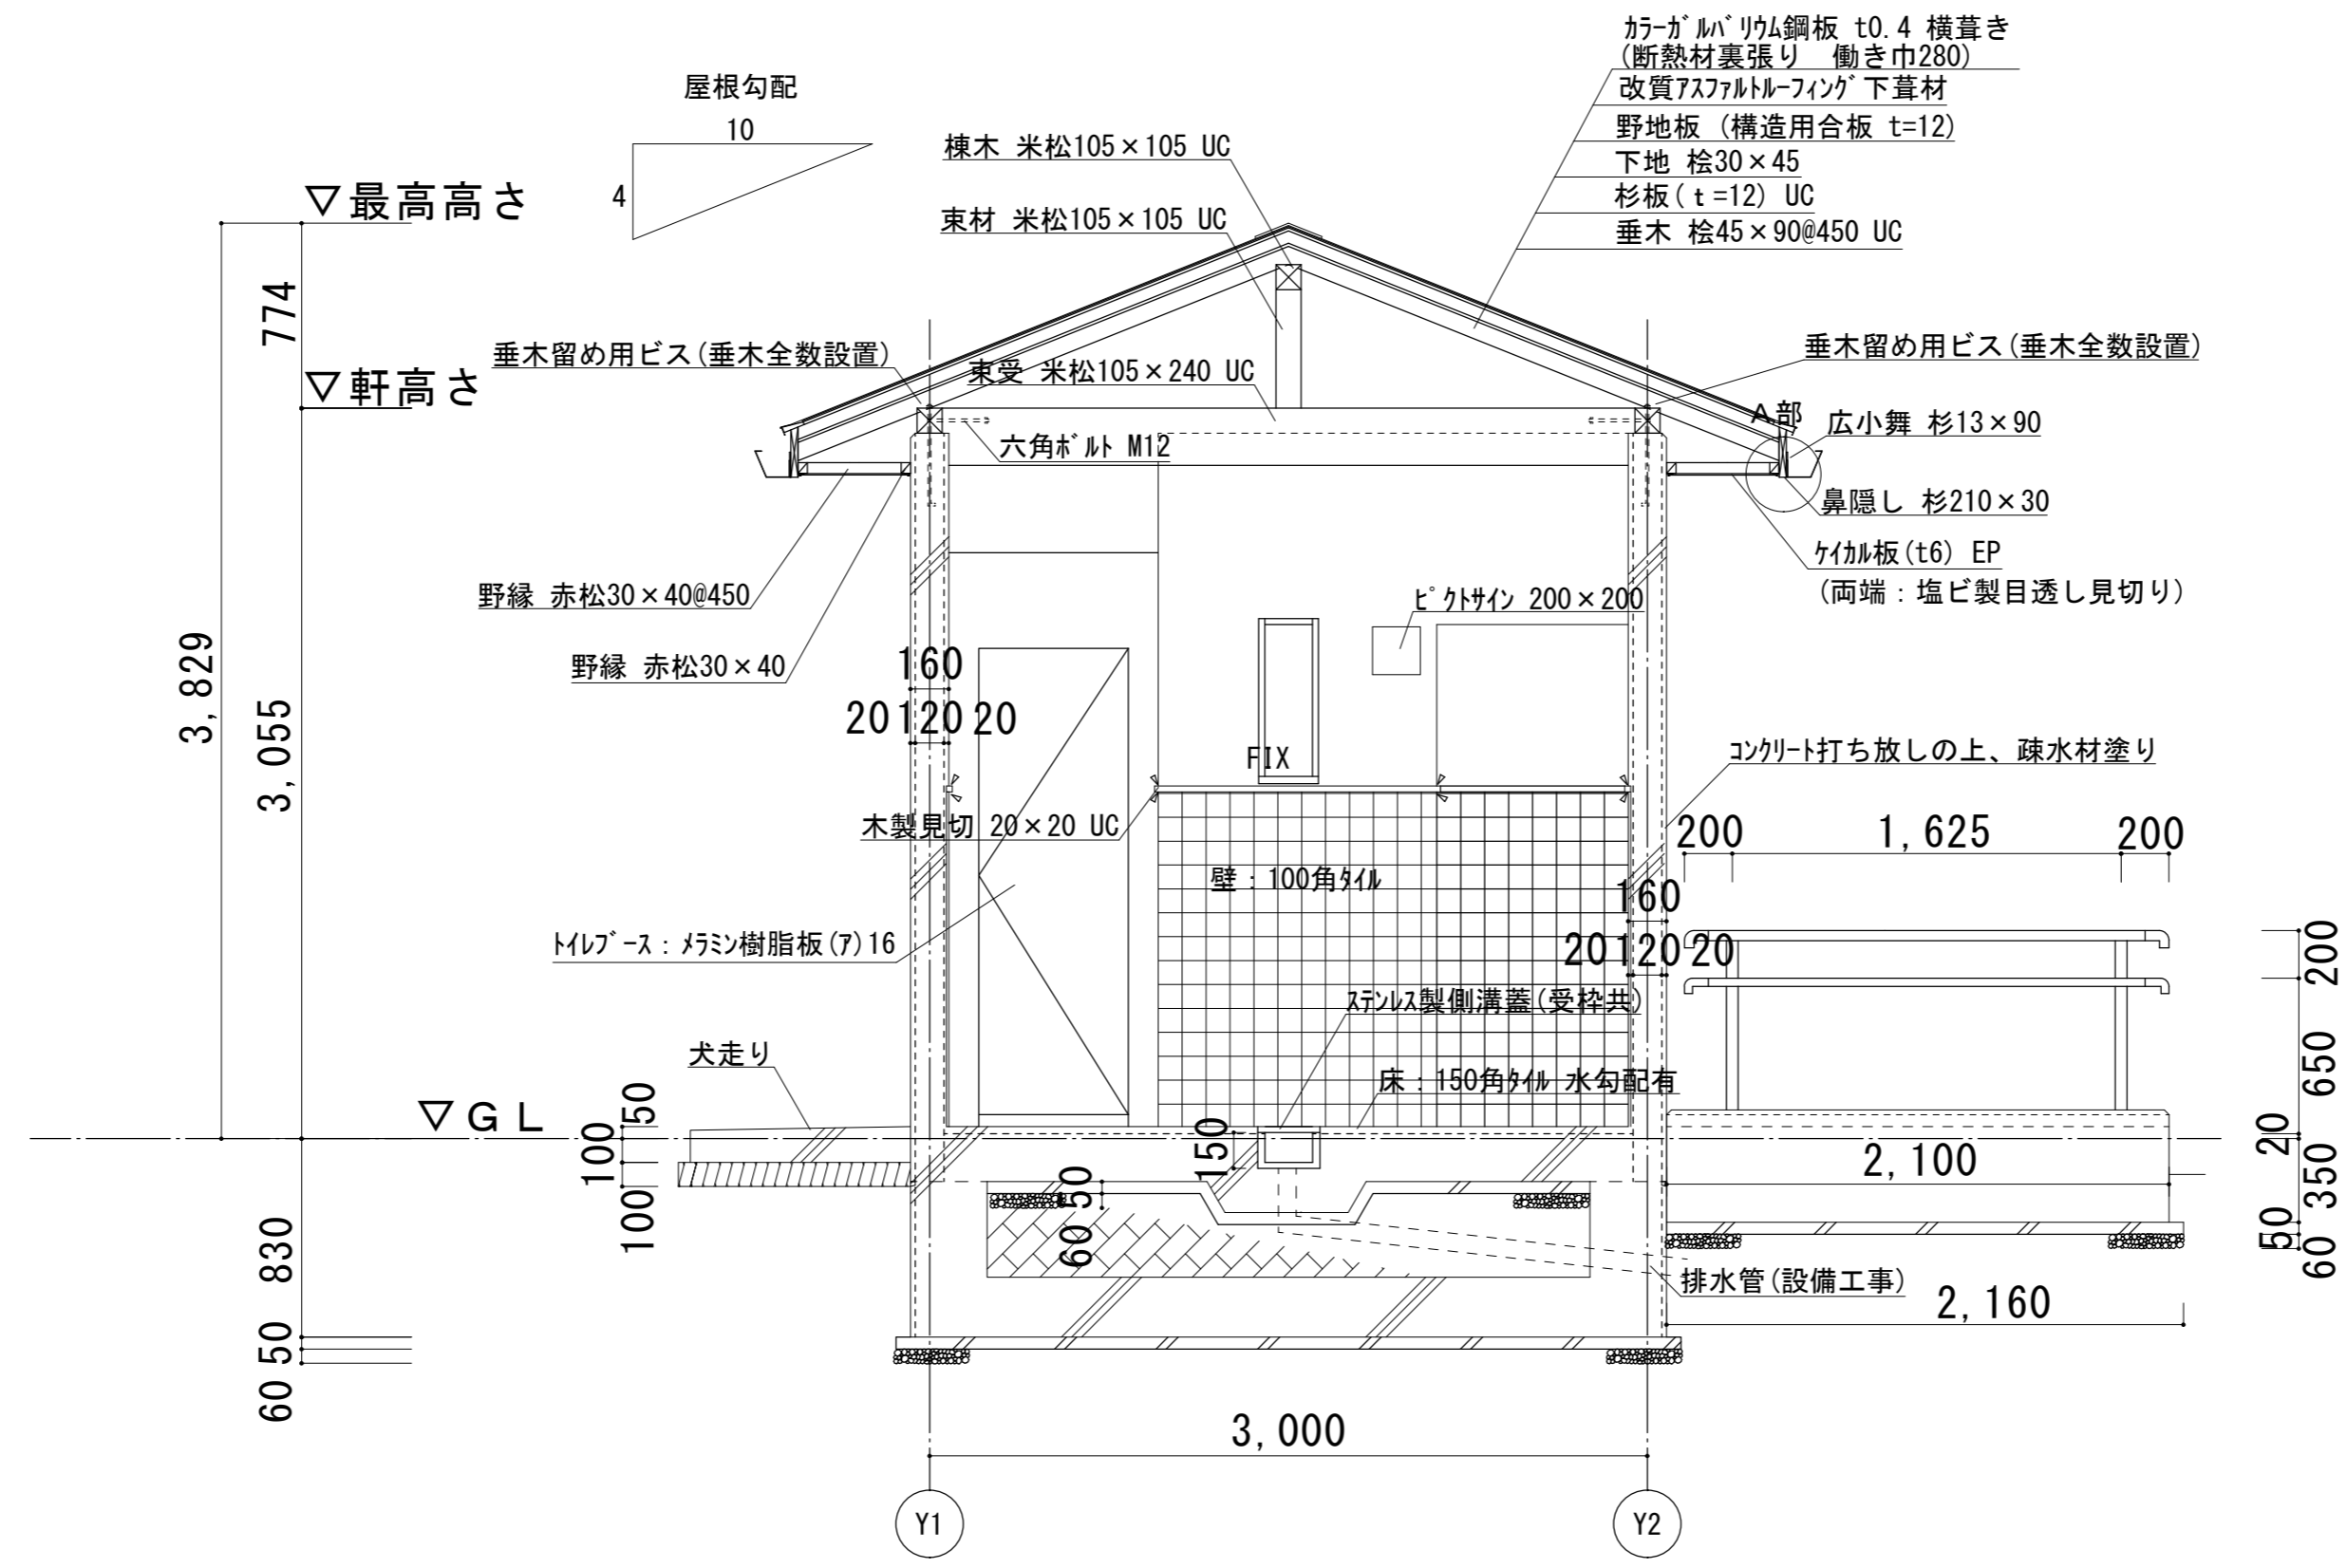 カラーガルバリウム鋼板 t0.4 横葺き
(断熱材裏張り 働き巾280)
改質アスファルトルーフィング下葺材
野地板 (構造用合板 t=12)
下地 桧30×45
杉板(t=12) UC
垂木 桧45×90@450 UC
屋根勾配
10
4
棟木 米松105×105 UC
束材 米松105×105 UC
▽最高高さ
774
▽軒高さ
垂木留め用ビス(垂木全数設置)
束受 米松105×240 UC
垂木留め用ビス(垂木全数設置)
A部
広小舞 杉13×90
六角ボルト M12
鼻隠し 杉210×30
ケイカル板(t6) EP
(両端:塩ビ製目透し見切り)
野縁 赤松30×40@450
野縁 赤松30×40
ピクトサイン 200×200
160
20 120 20
3,829
3,055
FIX
コンクリート打ち放しの上、疎水材塗り
木製見切 20×20 UC
200
1,625
200
壁:100角タイル
160
20 120 20
トイレブース:メラミン樹脂板(ア)16
ステンレス製側溝蓋(受枠共)
200
650
20
350
50
60
犬走り
床:150角タイル 水勾配有
▽GL
50
100
100
150
50
60
2,100
830
50
60
排水管(設備工事)
2,160
3,000
Y1
Y2